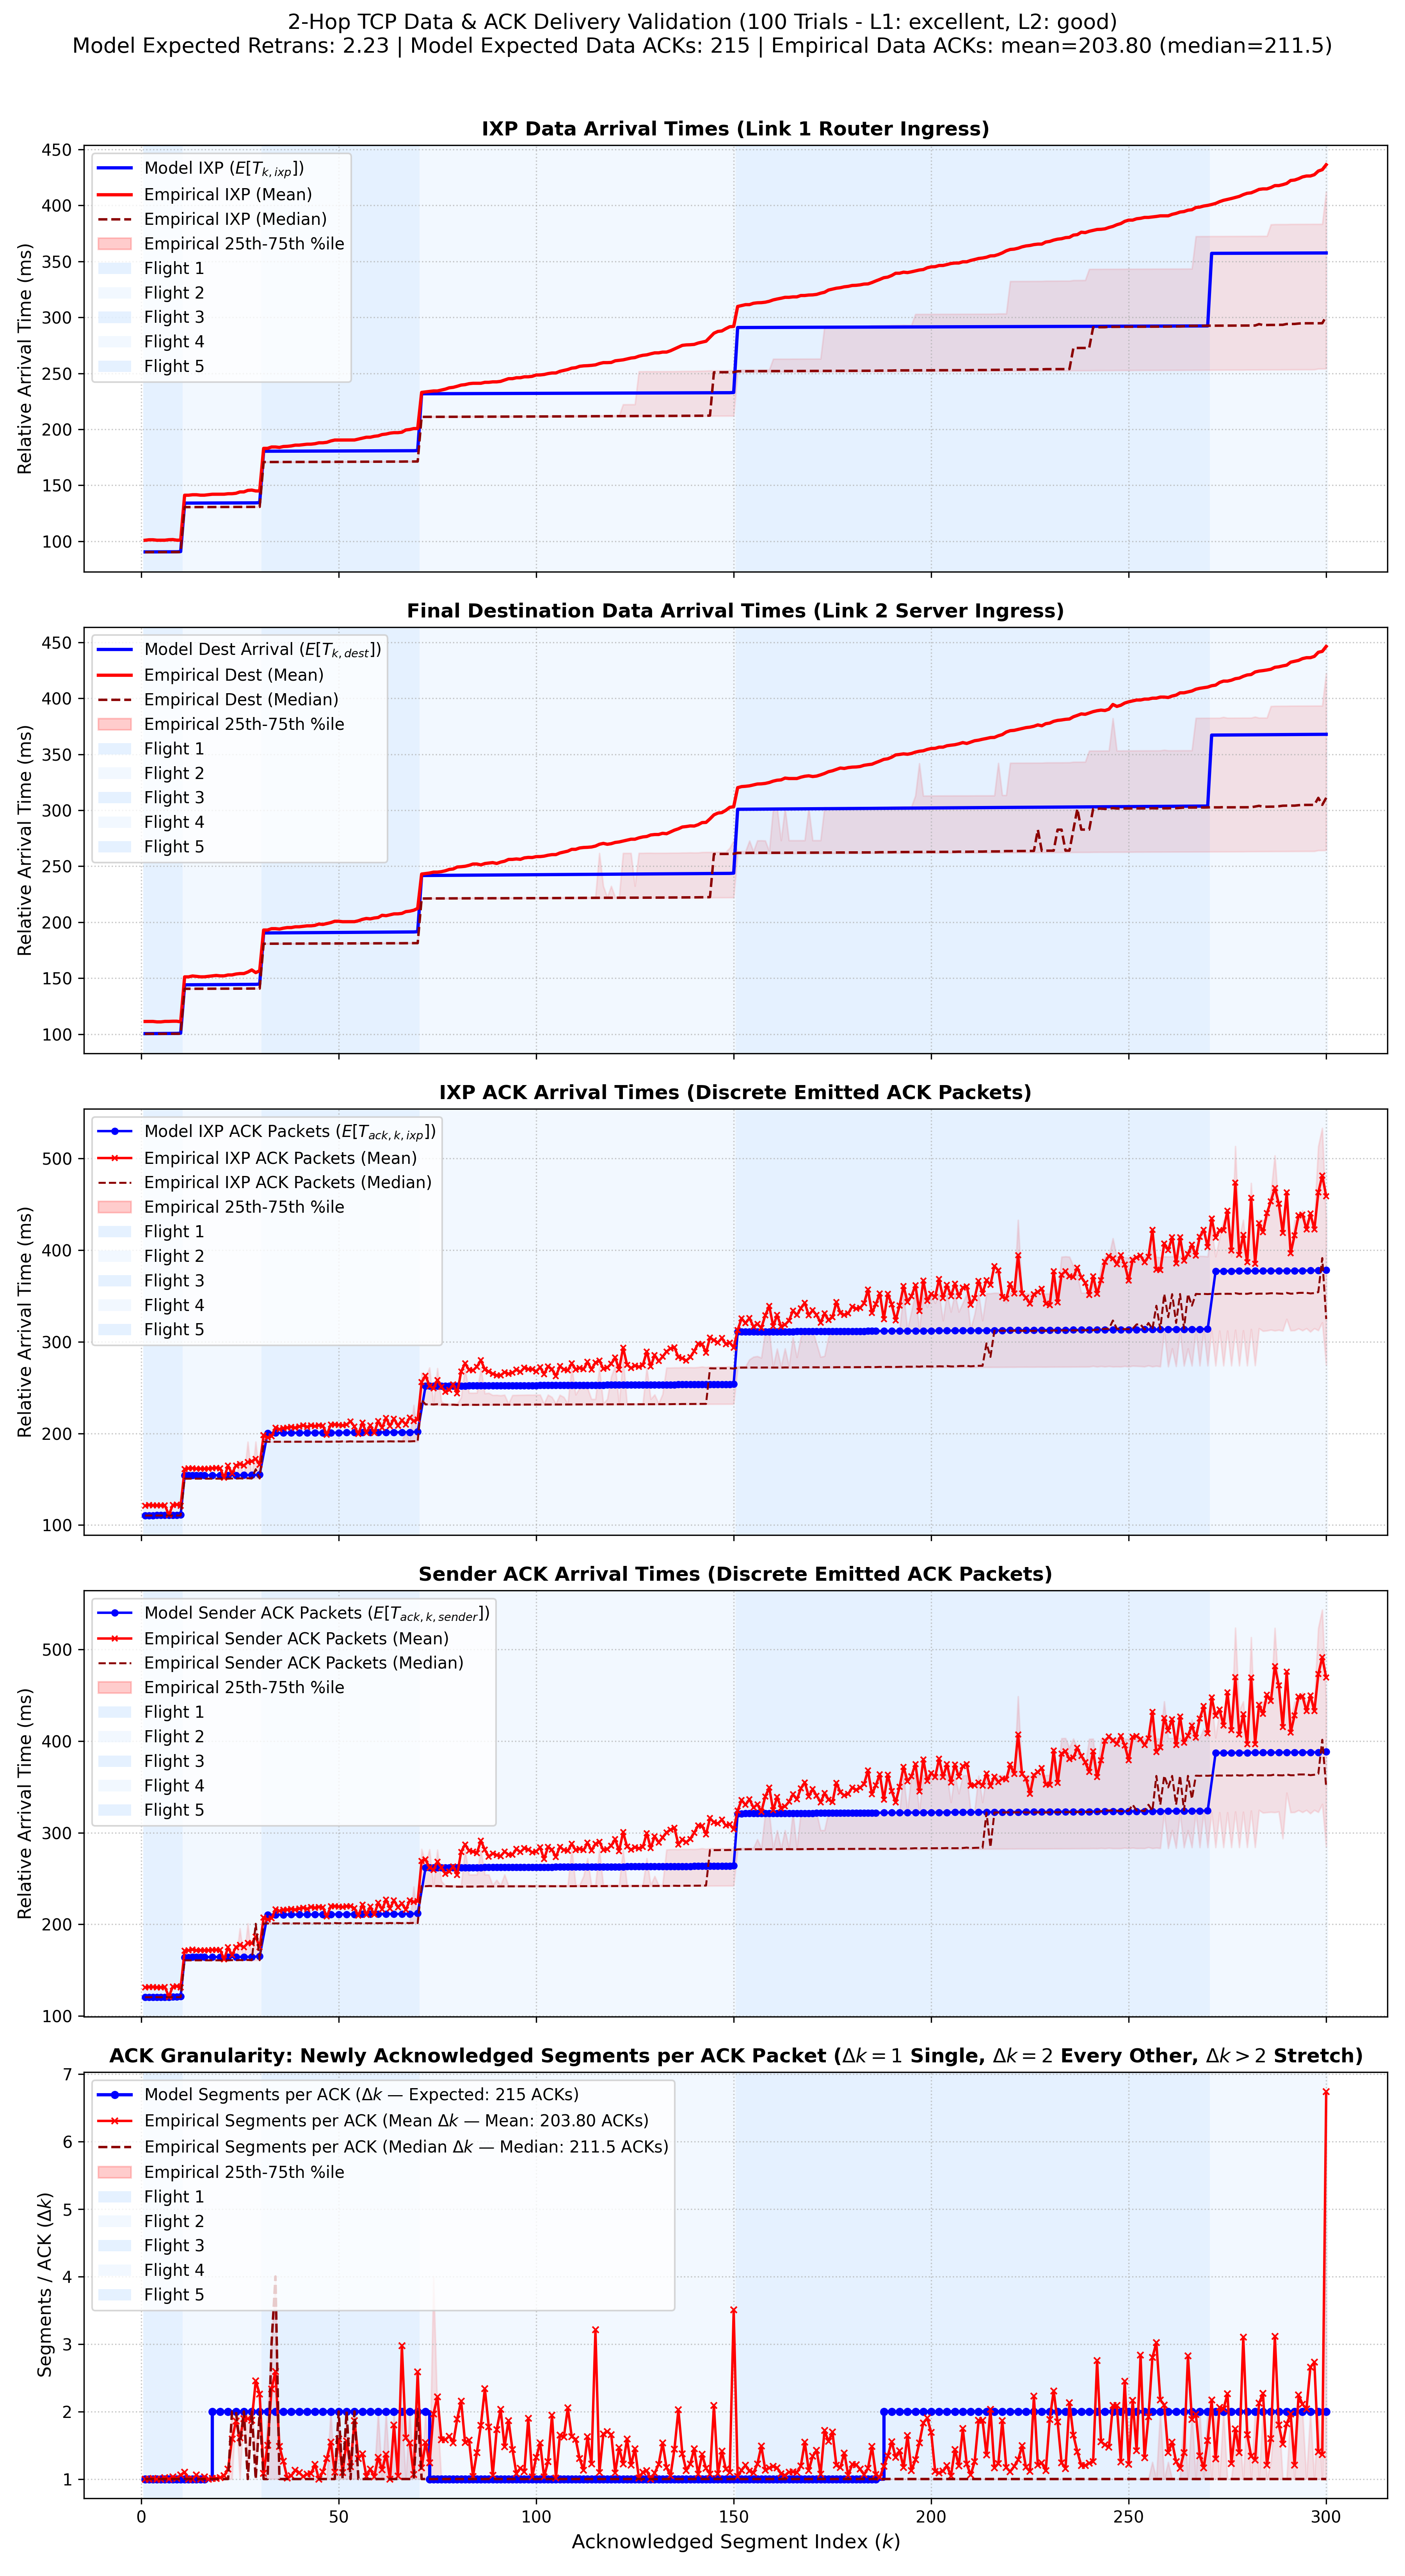 2-Hop TCP Data & ACK Delivery Validation (100 Trials - L1: excellent, L2: good)
Model Expected Retrans: 2.23 | Model Expected Data ACKs: 215 | Empirical Data ACKs: mean=203.80 (median=211.5)
IXP Data Arrival Times (Link 1 Router Ingress)
Relative Arrival Time (ms)
450
400
350
300
250
200
150
100
Model IXP (E[T_{k,ixp}])
Empirical IXP (Mean)
Empirical IXP (Median)
Empirical 25th-75th %ile
Flight 1
Flight 2
Flight 3
Flight 4
Flight 5
Final Destination Data Arrival Times (Link 2 Server Ingress)
Relative Arrival Time (ms)
450
400
350
300
250
200
150
100
Model Dest Arrival (E[T_{k,dest}])
Empirical Dest (Mean)
Empirical Dest (Median)
Empirical 25th-75th %ile
Flight 1
Flight 2
Flight 3
Flight 4
Flight 5
IXP ACK Arrival Times (Discrete Emitted ACK Packets)
Relative Arrival Time (ms)
500
400
300
200
100
Model IXP ACK Packets (E[T_{ack,k,ixp}])
Empirical IXP ACK Packets (Mean)
Empirical IXP ACK Packets (Median)
Empirical 25th-75th %ile
Flight 1
Flight 2
Flight 3
Flight 4
Flight 5
Sender ACK Arrival Times (Discrete Emitted ACK Packets)
Relative Arrival Time (ms)
500
400
300
200
100
Model Sender ACK Packets (E[T_{ack,k,sender}])
Empirical Sender ACK Packets (Mean)
Empirical Sender ACK Packets (Median)
Empirical 25th-75th %ile
Flight 1
Flight 2
Flight 3
Flight 4
Flight 5
ACK Granularity: Newly Acknowledged Segments per ACK Packet (Δk = 1 Single, Δk = 2 Every Other, Δk > 2 Stretch)
Segments / ACK (Δk)
7
6
5
4
3
2
1
Model Segments per ACK (Δk — Expected: 215 ACKs)
Empirical Segments per ACK (Mean Δk — Mean: 203.80 ACKs)
Empirical Segments per ACK (Median Δk — Median: 211.5 ACKs)
Empirical 25th-75th %ile
Flight 1
Flight 2
Flight 3
Flight 4
Flight 5
0 50 100 150 200 250 300
Acknowledged Segment Index (k)